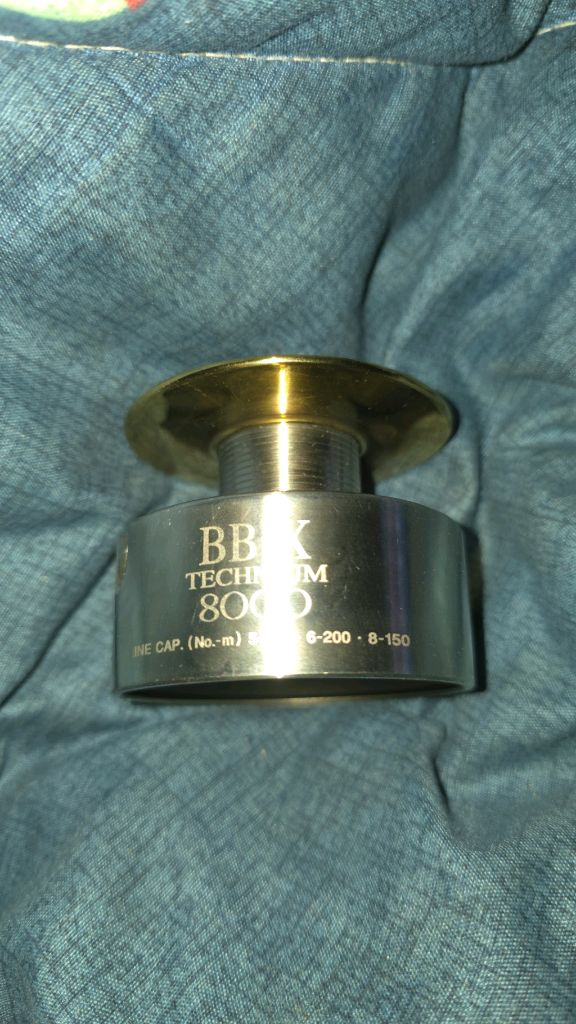 BB-X
TECHNIUM
8000
INE CAP. (No.-m) 6-200 · 8-150